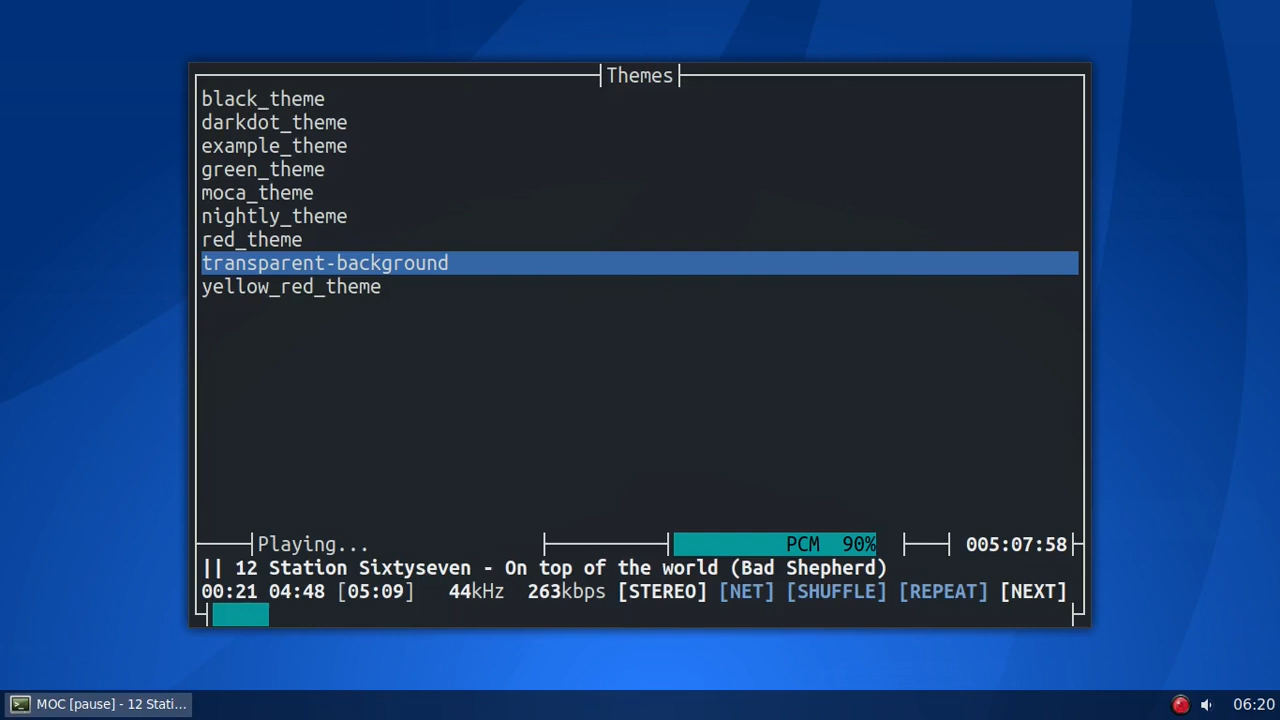 Themes
black_theme
darkdot_theme
example_theme
green_theme
moca_theme
nightly_theme
red_theme
transparent-background
yellow_red_theme
Playing... PCM 90% 005:07:58
|| 12 Station Sixtyseven - On top of the world (Bad Shepherd)
00:21 04:48 [05:09] 44kHz 263kbps [STEREO] [NET] [SHUFFLE] [REPEAT] [NEXT]
MOC [pause] - 12 Stati... 06:20